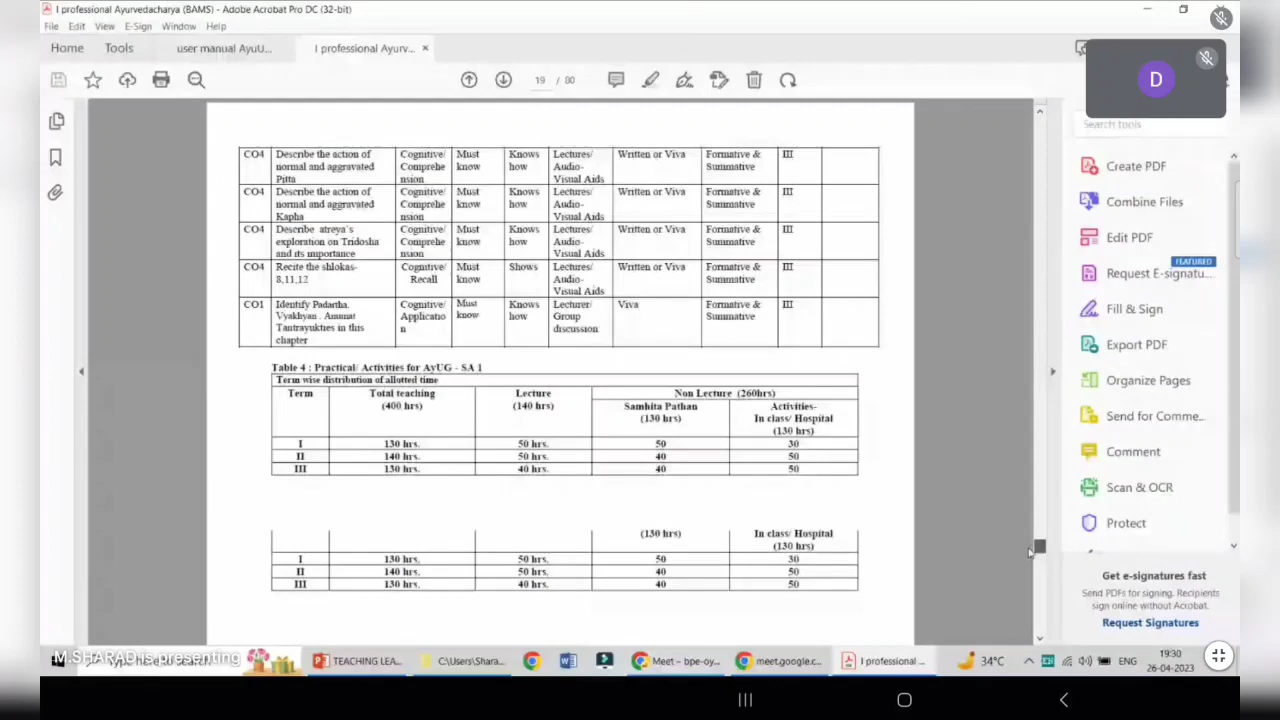 I professional Ayurvedacharya (BAMS) - Adobe Acrobat Pro DC (32-bit)
File Edit View E-Sign Window Help
Home Tools user manual AyuU... I professional Ayurv... ×
19 / 80
D
Search tools
CO4 Describe the action of Cognitive/ Must Knows Lectures/ Written or Viva Formative & III
normal and aggravated Comprehe know how Audio- Summative
Pitta nsion Visual Aids
CO4 Describe the action of Cognitive/ Must Knows Lectures/ Written or Viva Formative & III
normal and aggravated Comprehe know how Audio- Summative
Kapha nsion Visual Aids
CO4 Describe atreya's Cognitive/ Must Knows Lectures/ Written or Viva Formative & III
exploration on Tridosha Comprehe know how Audio- Summative
and its importance nsion Visual Aids
CO4 Recite the shlokas- Cognitive/ Must Shows Lectures/ Written or Viva Formative & III
8,11,12 Recall know Audio- Summative
Visual Aids
CO1 Identify Padartha, Cognitive/ Must Knows Lecturer/ Viva Formative & III
Vyakhyan , Anumat Applicatio know how Group Summative
Tantrayukties in this n discussion
chapter
Table 4 : Practical/ Activities for AyUG - SA 1
Term wise distribution of allotted time
Term Total teaching Lecture Non Lecture (260hrs)
(400 hrs) (140 hrs) Samhita Pathan Activities-
(130 hrs) In class/ Hospital
(130 hrs)
I 130 hrs. 50 hrs. 50 30
II 140 hrs. 50 hrs. 40 50
III 130 hrs. 40 hrs. 40 50
(130 hrs) In class/ Hospital
(130 hrs)
I 130 hrs. 50 hrs. 50 30
II 140 hrs. 50 hrs. 40 50
III 130 hrs. 40 hrs. 40 50
Create PDF
Combine Files
Edit PDF
FEATURED
Request E-signatu...
Fill & Sign
Export PDF
Organize Pages
Send for Comme...
Comment
Scan & OCR
Protect
Get e-signatures fast
Send PDFs for signing. Recipients
sign online without Acrobat.
Request Signatures
M.SHARAD is presenting
TEACHING LEA... C:\Users\Shara... Meet – bpe-oy... meet.google.c... I professional ... 34°C ENG 19:30
26-04-2023